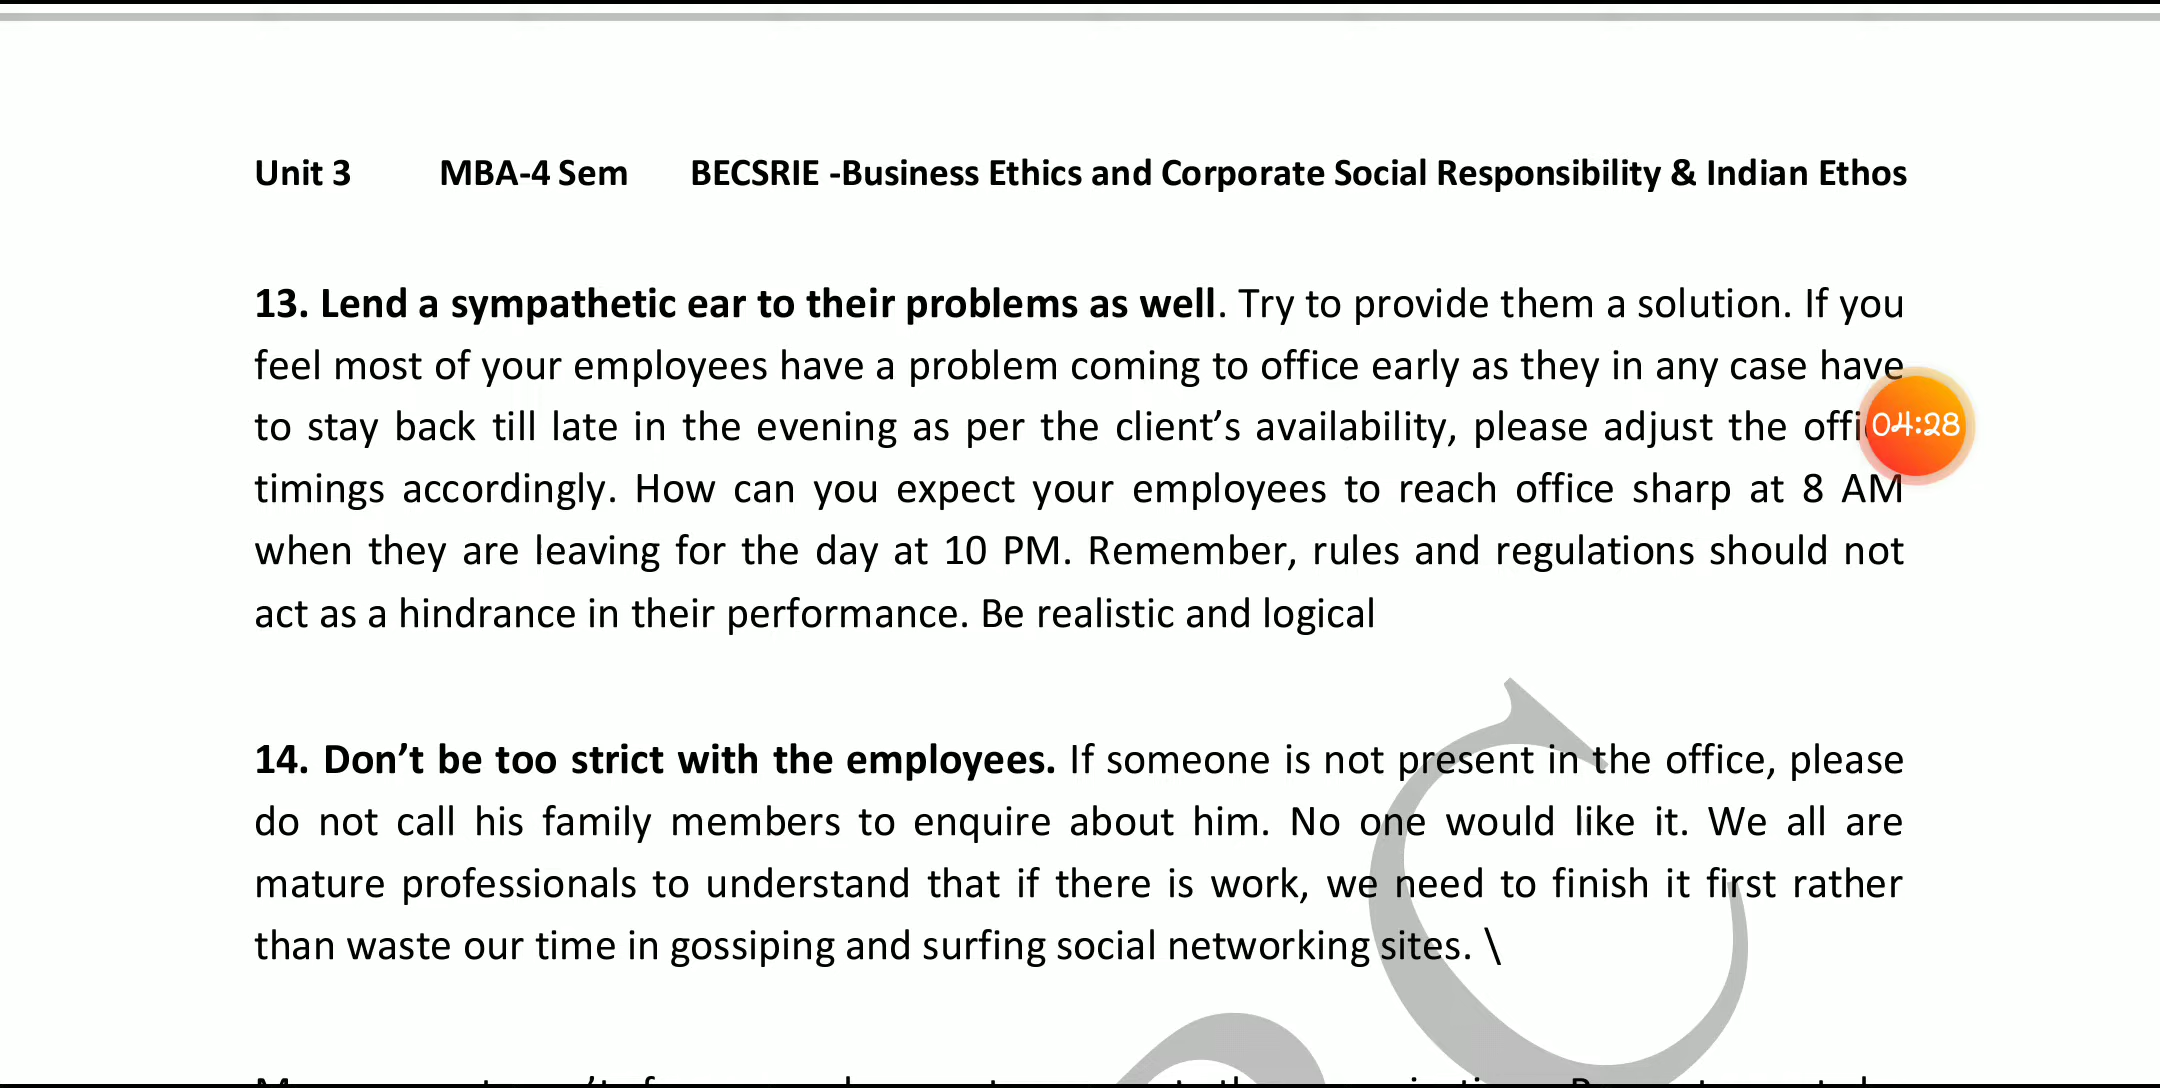 Unit 3 MBA-4 Sem BECSRIE -Business Ethics and Corporate Social Responsibility & Indian Ethos
13. Lend a sympathetic ear to their problems as well. Try to provide them a solution. If you
feel most of your employees have a problem coming to office early as they in any case have
to stay back till late in the evening as per the client’s availability, please adjust the
04:28
timings accordingly. How can you expect your employees to reach office sharp at 8 AM
when they are leaving for the day at 10 PM. Remember, rules and regulations should not
act as a hindrance in their performance. Be realistic and logical
14. Don’t be too strict with the employees. If someone is not present in the office, please
do not call his family members to enquire about him. No one would like it. We all are
mature professionals to understand that if there is work, we need to finish it first rather
than waste our time in gossiping and surfing social networking sites. \
C